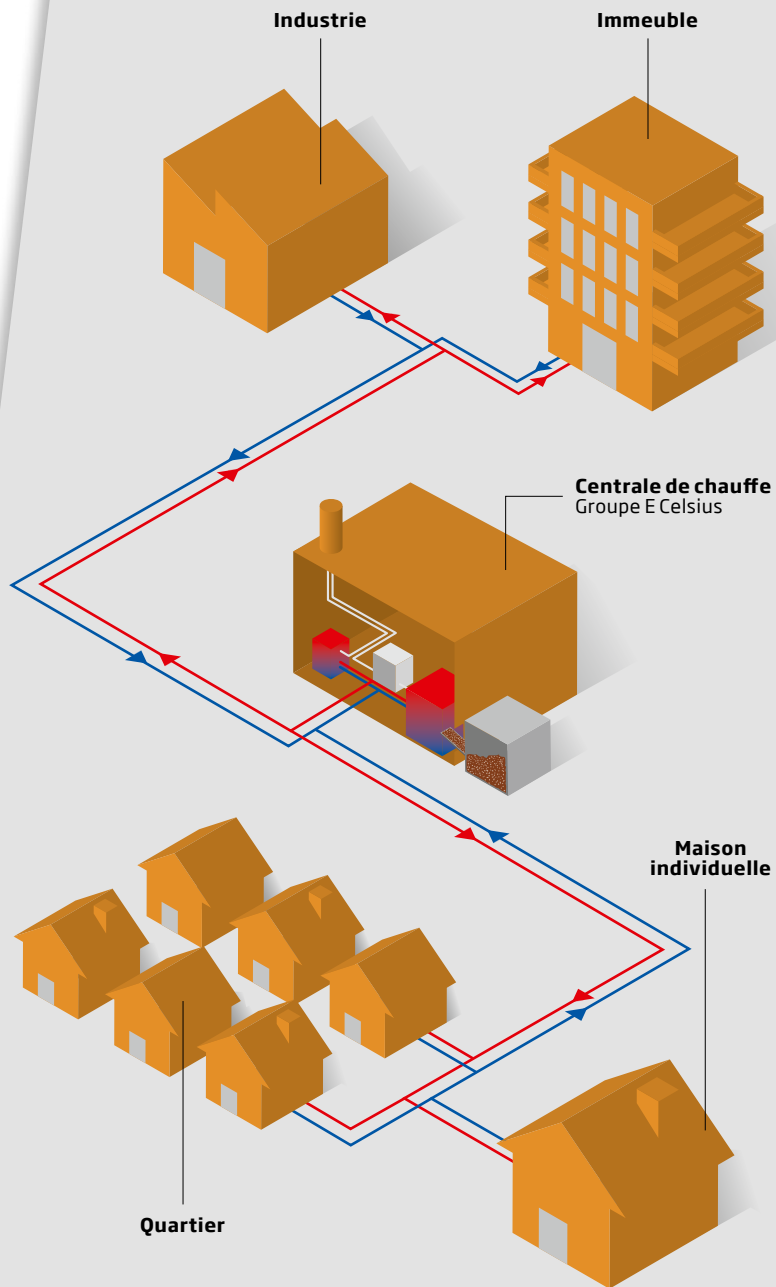 Industrie
Immeuble
Centrale de chauffe
Groupe E Celsius
Maison
individuelle
Quartier